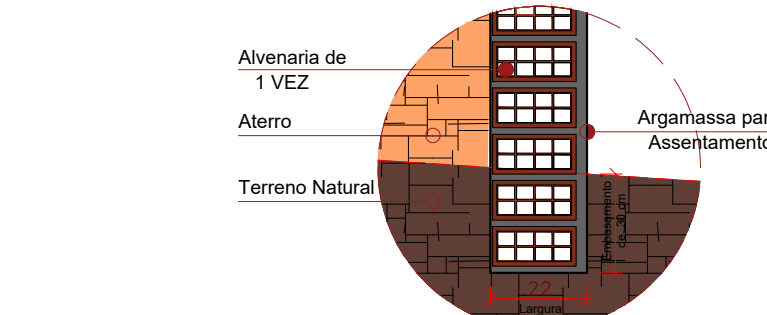 Alvenaria de
1 VEZ
Aterro
Argamassa par
Assentamento
Terreno Natural
Embasamento
de 30 cm
22
Largura